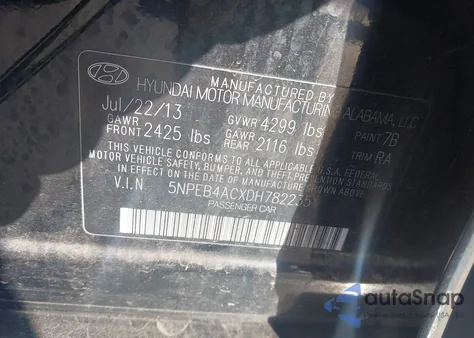 MANUFACTURED BY
HYUNDAI MOTOR MANUFACTURING ALABAMA, LLC
Jul/22/13 GVWR 4299 lbs PAINT 7B
GAWR FRONT 2425 lbs GAWR REAR 2116 lbs TRIM RA
THIS VEHICLE CONFORMS TO ALL APPLICABLE U.S.A. FEDERAL
MOTOR VEHICLE SAFETY, BUMPER, AND THEFT PREVENTION STANDARDS
IN EFFECT ON THE DATE OF MANUFACTURE SHOWN ABOVE
V.I.N 5NPEB4ACXDH782235
PASSENGER CAR
autoSnap